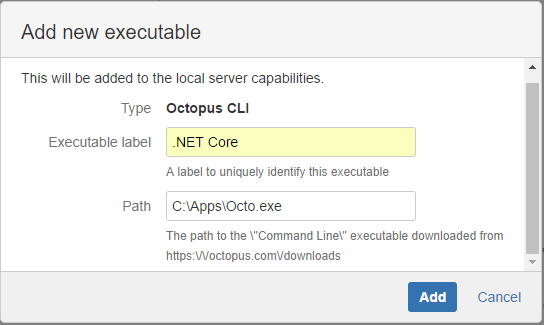 Add new executable
This will be added to the local server capabilities.
Type Octopus CLI
Executable label .NET Core
A label to uniquely identify this executable
Path C:\Apps\Octo.exe
The path to the \"Command Line\" executable downloaded from
https:\/\/octopus.com\/downloads
Add Cancel